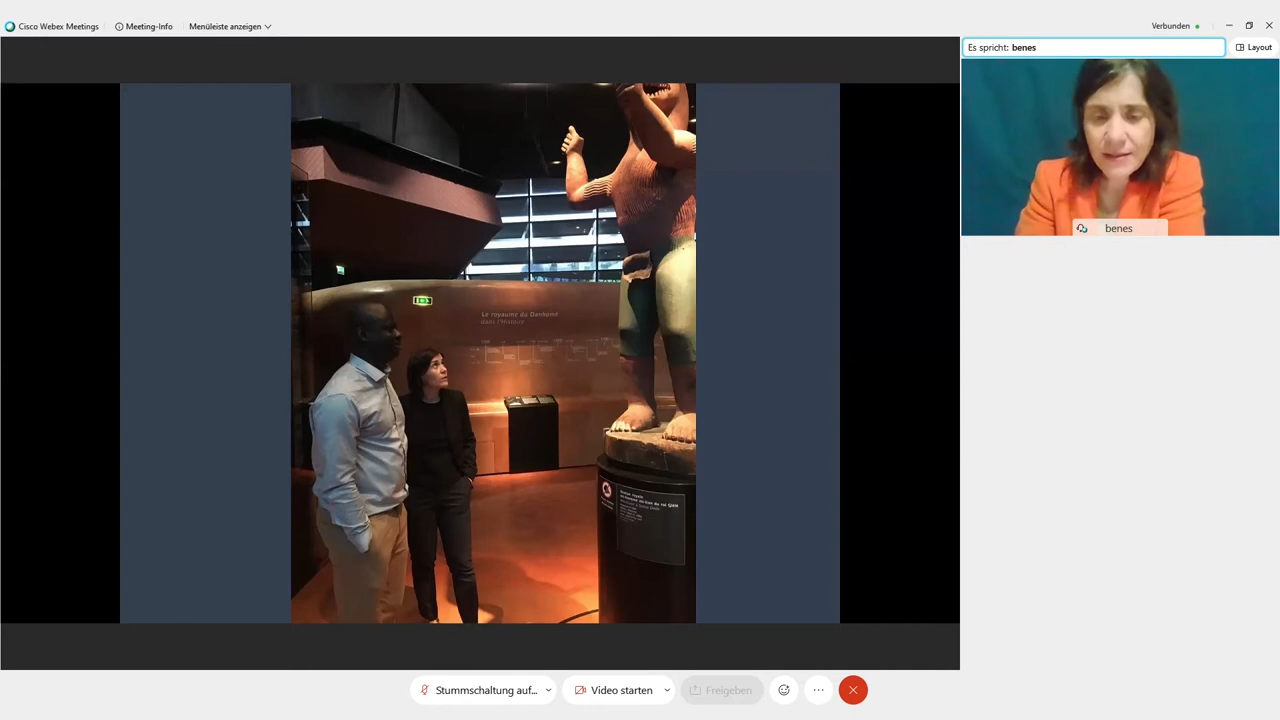 Cisco Webex Meetings
Meeting-Info
Menüleiste anzeigen
Verbunden
Es spricht: benes
Layout
benes
Le royaume du Danhomè
dans l'Histoire
Stummschaltung auf...
Video starten
Freigeben